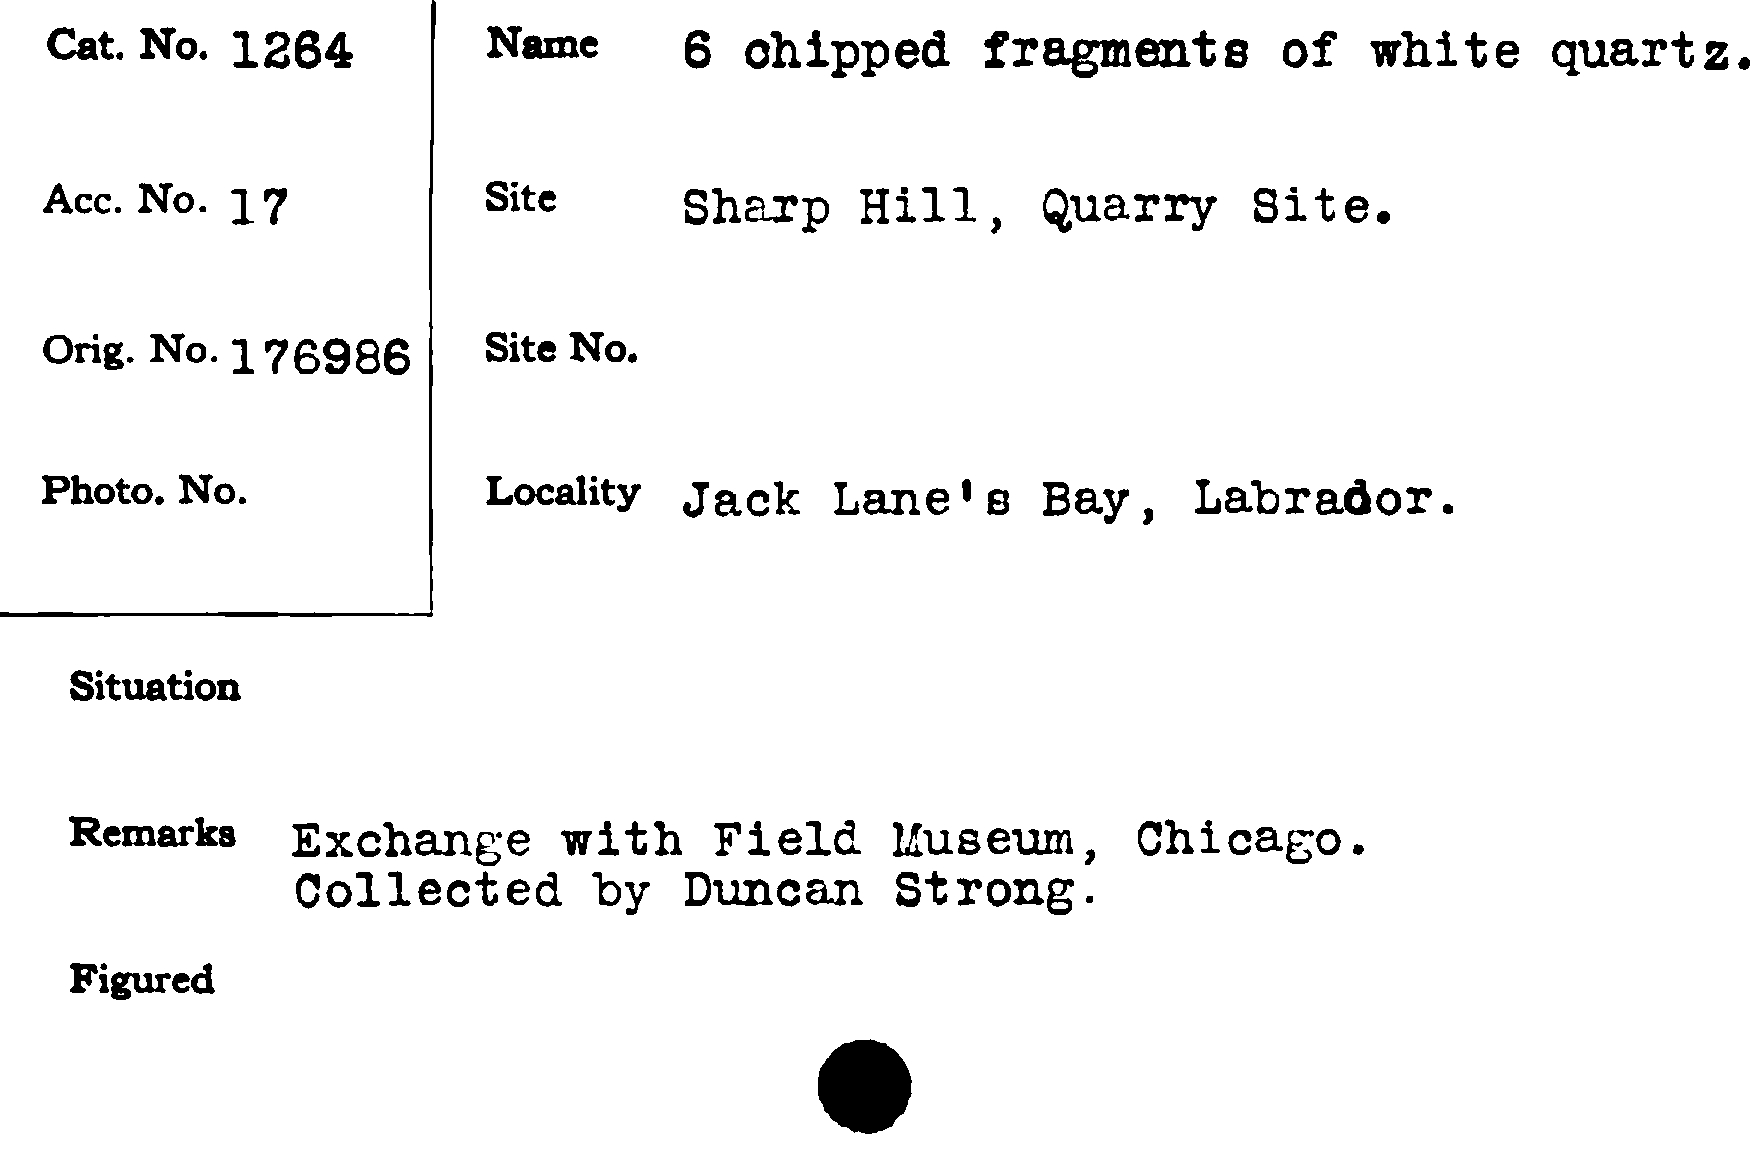 Cat. No. 1264
Name 6 chipped fragments of white quartz.
Acc. No. 17
Site Sharp Hill, Quarry Site.
Orig. No. 176986
Site No.
Photo. No.
Locality Jack Lane's Bay, Labrador.
Situation
Remarks Exchange with Field Museum, Chicago.
Collected by Duncan Strong.
Figured